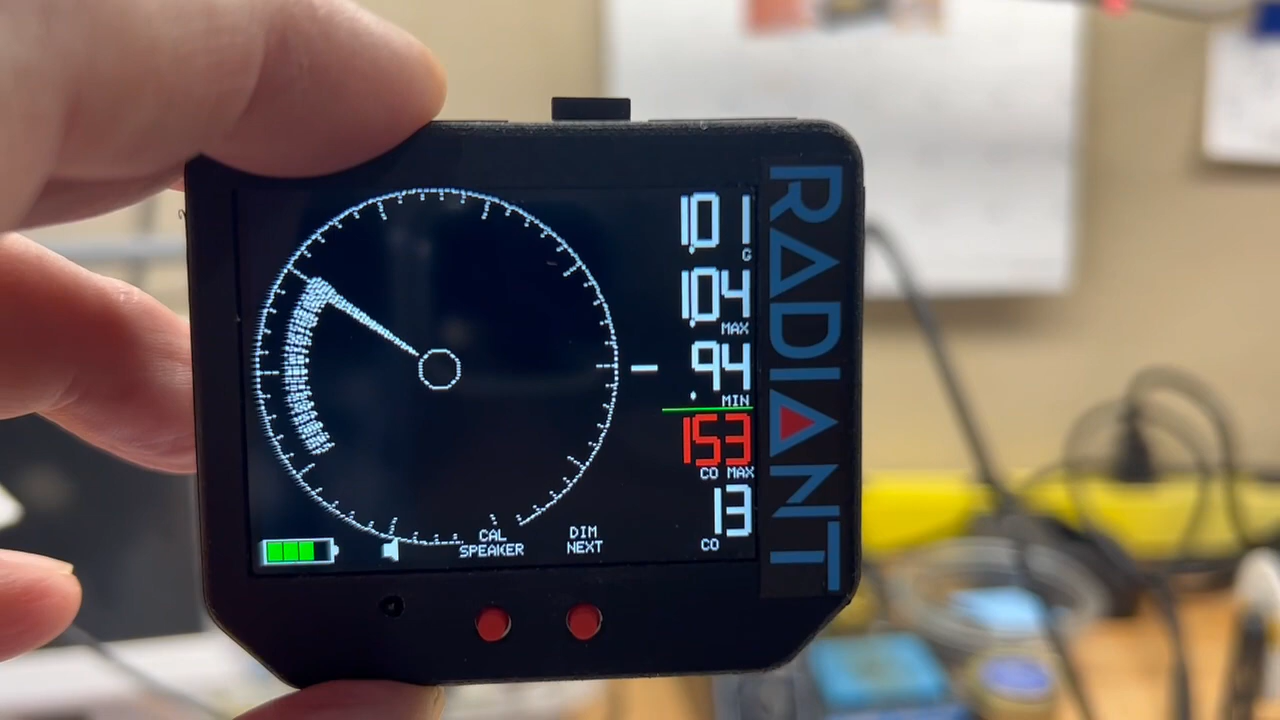 1.01
G
1.04
MAX
.94
MIN
153
CO MAX
13
CO
CAL
SPEAKER
DIM
NEXT
RADIANT